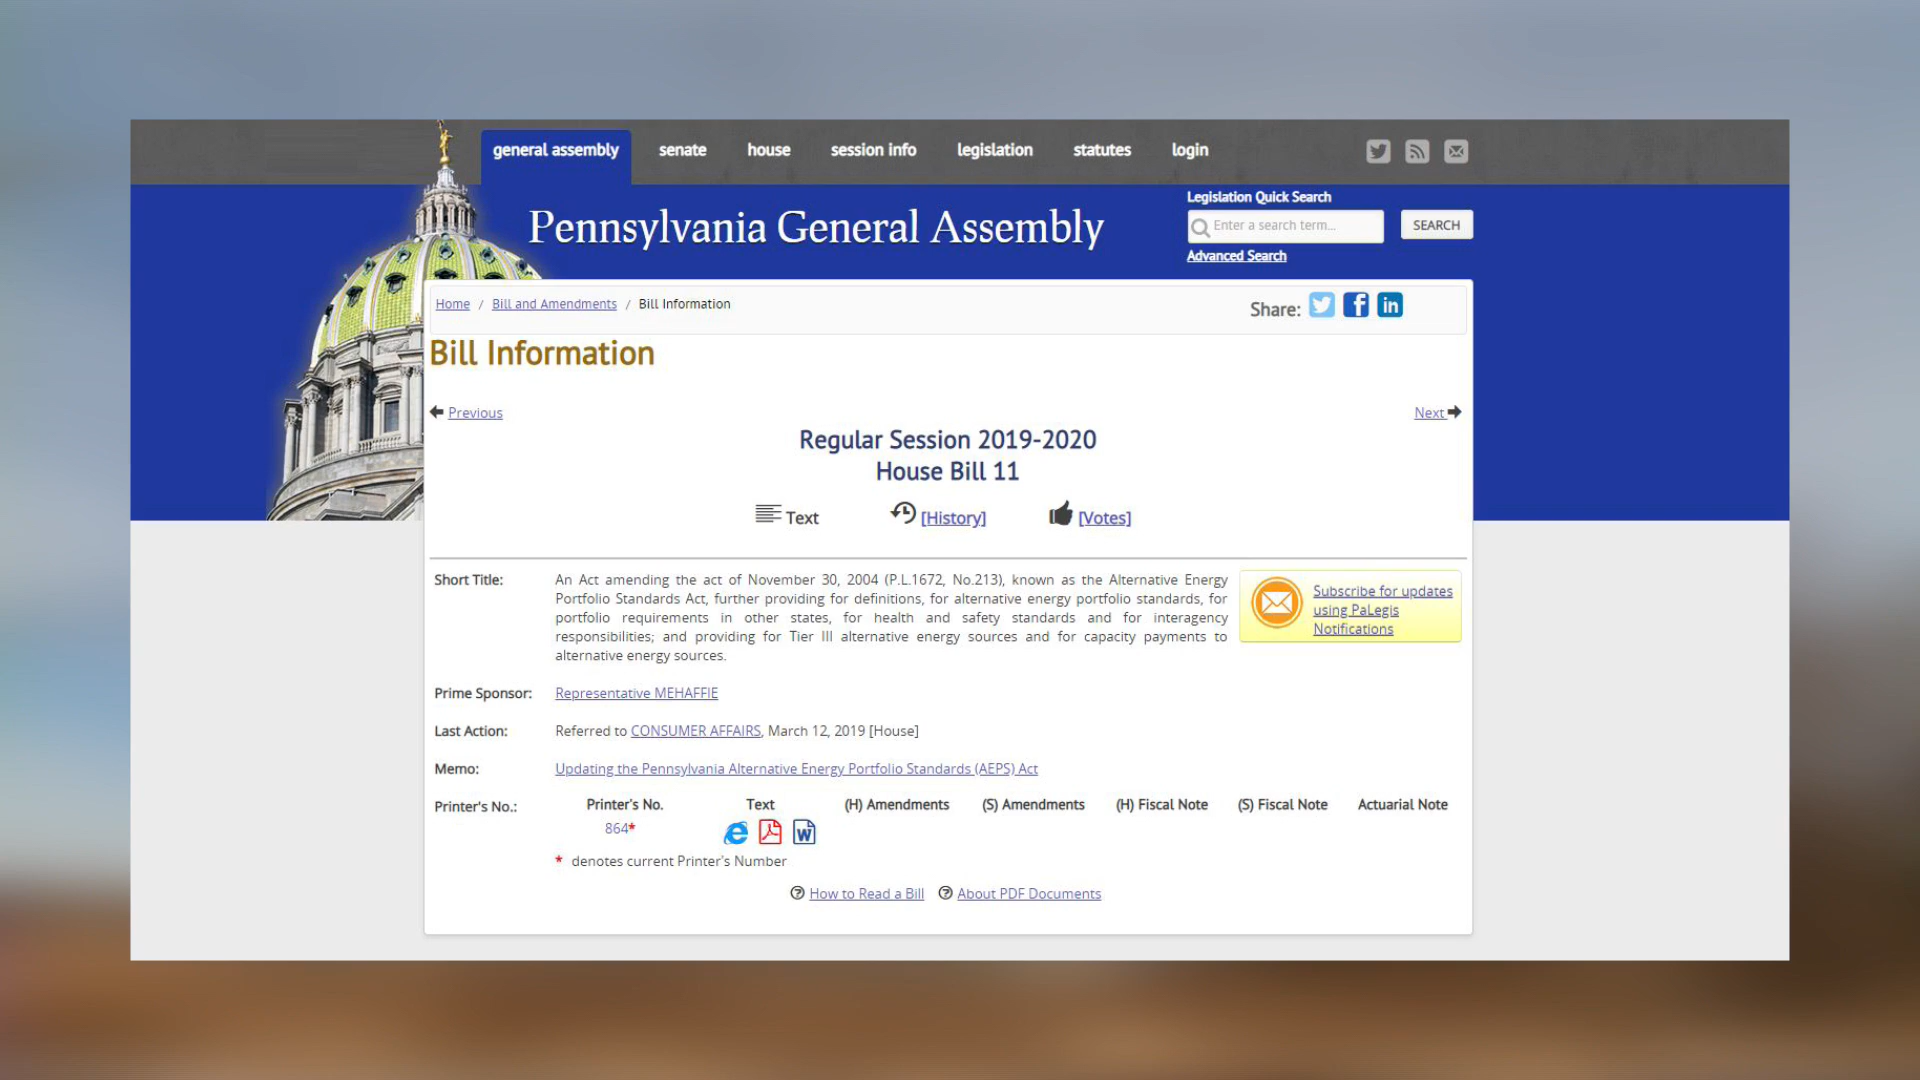 general assembly senate house session info legislation statutes login
Pennsylvania General Assembly
Legislation Quick Search
Enter a search term...
SEARCH
Advanced Search
Home / Bill and Amendments / Bill Information
Share:
Bill Information
Previous
Next
Regular Session 2019-2020
House Bill 11
Text [History] [Votes]
Short Title:
An Act amending the act of November 30, 2004 (P.L.1672, No.213), known as the Alternative Energy
Portfolio Standards Act, further providing for definitions, for alternative energy portfolio standards, for
portfolio requirements in other states, for health and safety standards and for interagency
responsibilities; and providing for Tier III alternative energy sources and for capacity payments to
alternative energy sources.
Subscribe for updates
using PaLegis
Notifications
Prime Sponsor: Representative MEHAFFIE
Last Action: Referred to CONSUMER AFFAIRS, March 12, 2019 [House]
Memo: Updating the Pennsylvania Alternative Energy Portfolio Standards (AEPS) Act
Printer's No.: Printer's No. Text (H) Amendments (S) Amendments (H) Fiscal Note (S) Fiscal Note Actuarial Note
864*
* denotes current Printer's Number
How to Read a Bill About PDF Documents